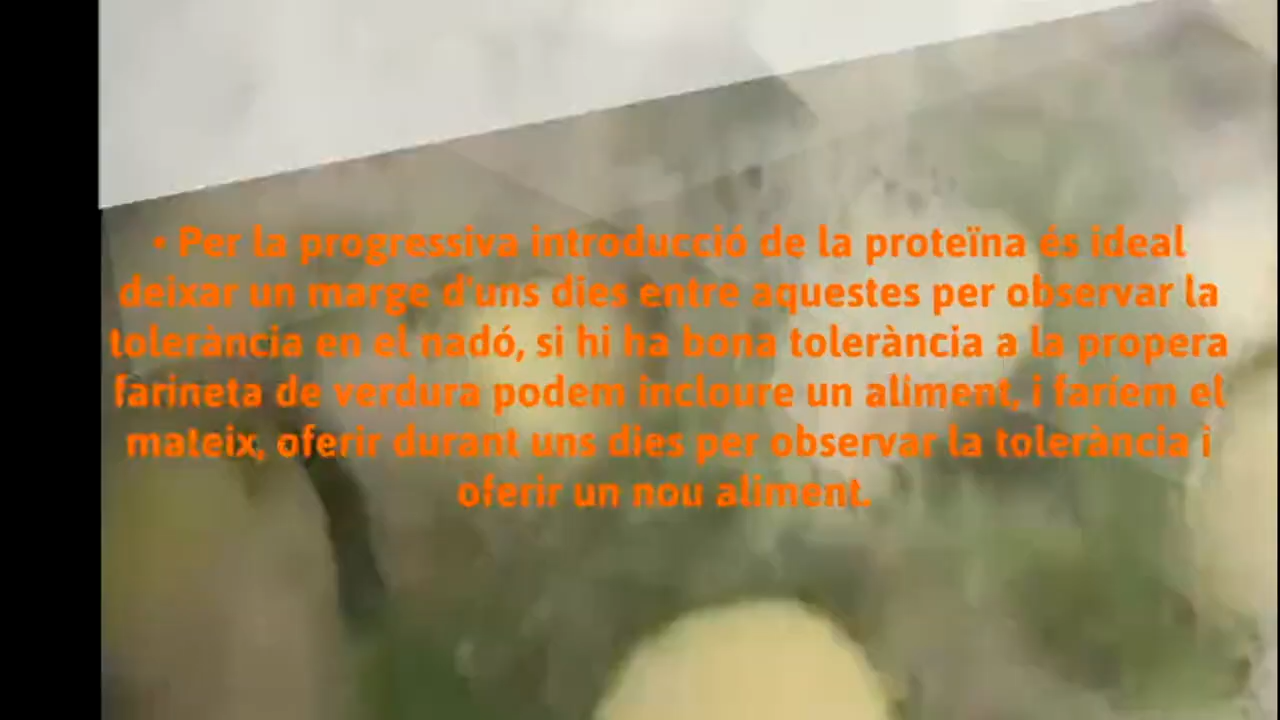 • Per la progressiva introducció de la proteïna és ideal
deixar un marge d'uns dies entre aquestes per observar la
tolerància en el nadó, si hi ha bona tolerància a la propera
farineta de verdura podem incloure un aliment, i faríem el
mateix, oferir durant uns dies per observar la tolerància i
oferir un nou aliment.